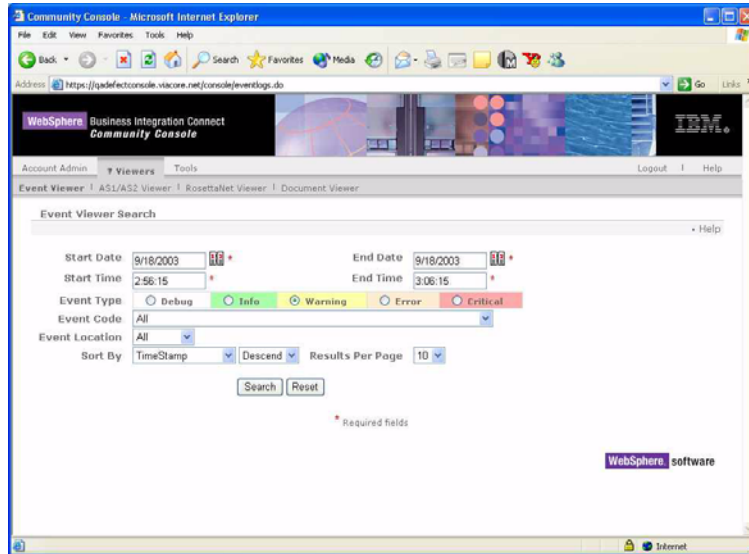 Community Console - Microsoft Internet Explorer
File Edit View Favorites Tools Help
Back Search Favorites Media
Address https://qadefectconsole.viacore.net/console/eventlogs.do Go Links
WebSphere. Business Integration Connect
Community Console
IBM.
Account Admin Viewers Tools Logout | Help
Event Viewer | AS1/AS2 Viewer | RosettaNet Viewer | Document Viewer
Event Viewer Search
• Help
Start Date 9/18/2003 * End Date 9/18/2003 *
Start Time 2:56:15 * End Time 3:06:15 *
Event Type Debug Info Warning Error Critical
Event Code All
Event Location All
Sort By TimeStamp Descend Results Per Page 10
Search Reset
* Required fields
WebSphere. software
Internet